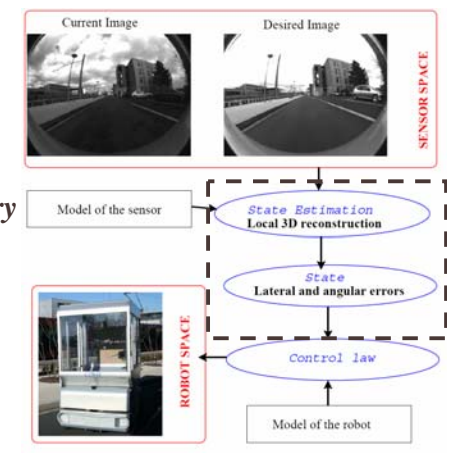 Current Image
Desired Image
SENSOR SPACE
ry
Model of the sensor
State Estimation
Local 3D reconstruction
State
Lateral and angular errors
ROBOT SPACE
Control law
Model of the robot